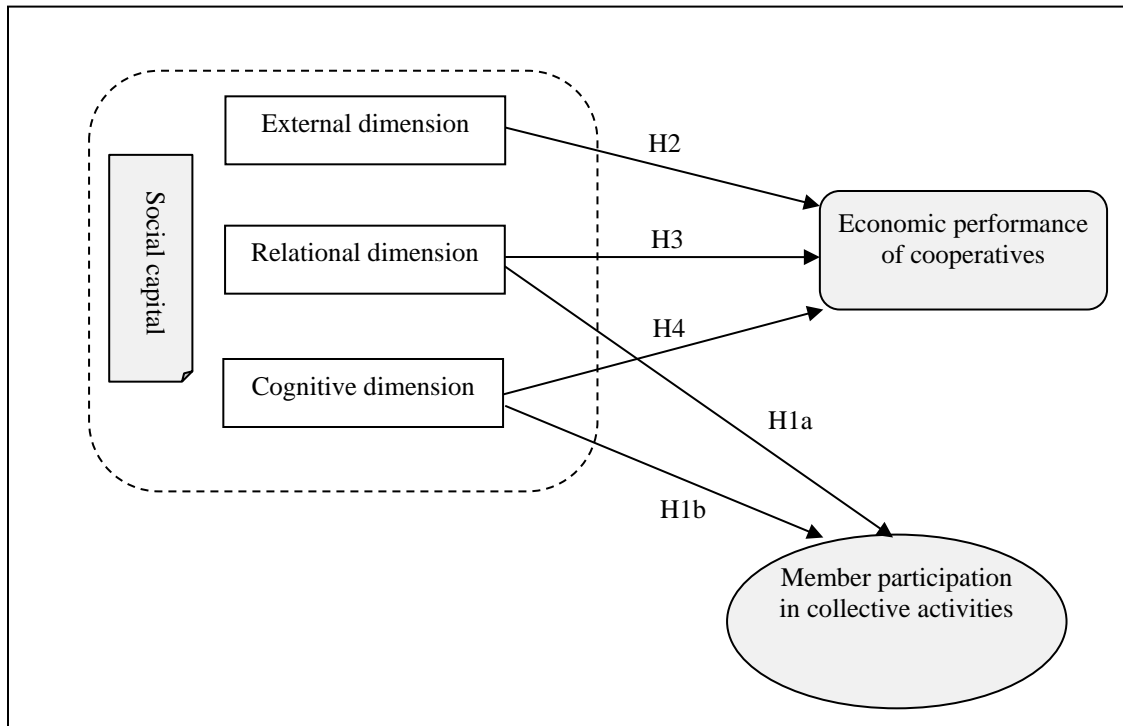 External dimension
H2
Social capital
Economic performance
of cooperatives
Relational dimension
H3
H4
Cognitive dimension
H1a
H1b
Member participation
in collective activities